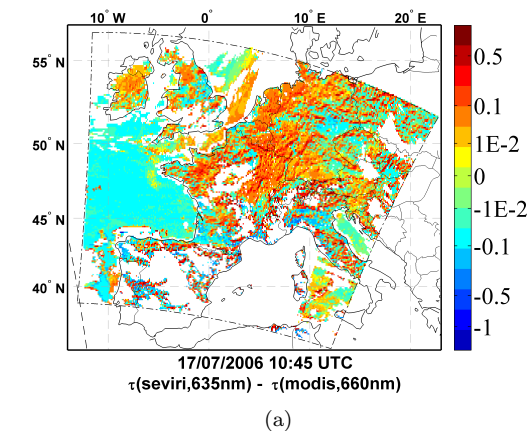 10° W 0° 10° E 20° E
55° N
50° N
45° N
40° N
0.5
0.1
1E-2
0
-1E-2
-0.1
-0.5
-1
17/07/2006 10:45 UTC
τ(seviri,635nm) - τ(modis,660nm)
(a)